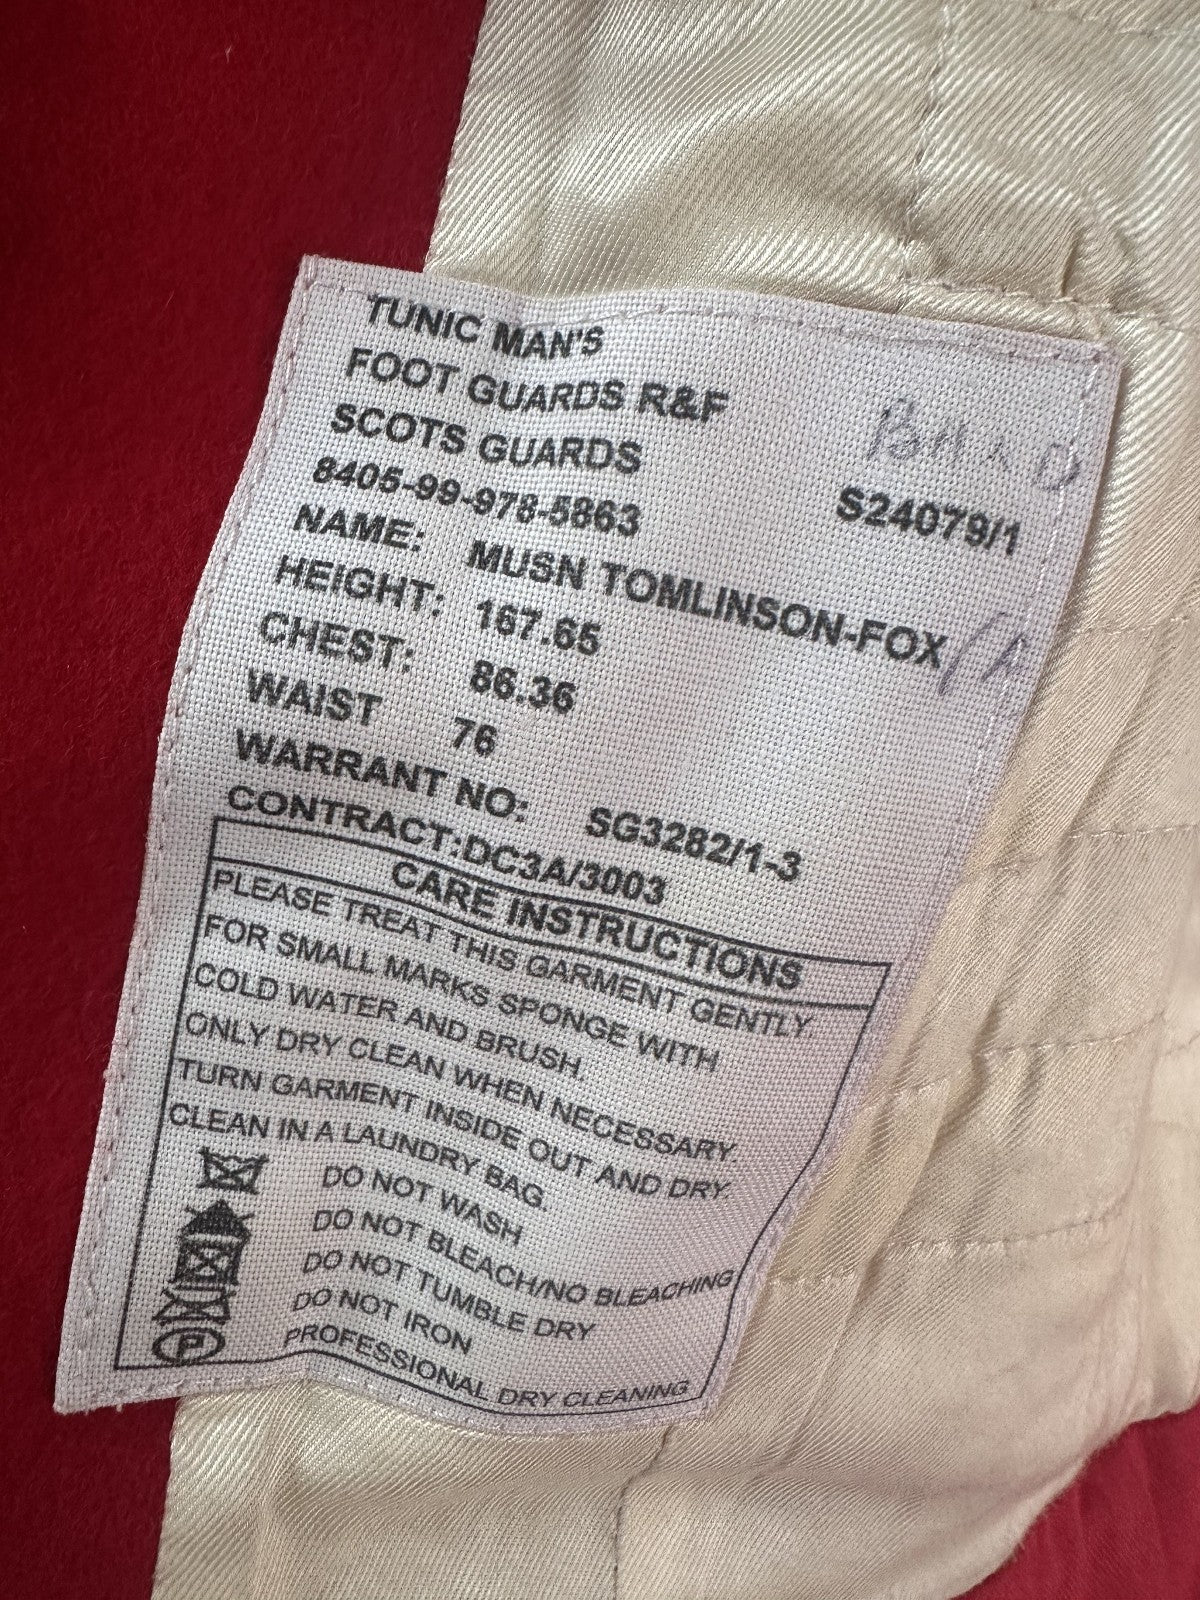 TUNIC MAN'S
FOOT GUARDS R&F
SCOTS GUARDS
8405-99-978-5863
S24079/1
NAME: MUSN TOMLINSON-FOX
HEIGHT: 167.65
CHEST: 86.36
WAIST 76
WARRANT NO: SG3282/1-3
CONTRACT:DC3A/3003
CARE INSTRUCTIONS
PLEASE TREAT THIS GARMENT GENTLY.
FOR SMALL MARKS SPONGE WITH
COLD WATER AND BRUSH.
ONLY DRY CLEAN WHEN NECESSARY.
TURN GARMENT INSIDE OUT AND DRY.
CLEAN IN A LAUNDRY BAG.
DO NOT WASH
DO NOT BLEACH/NO BLEACHING
DO NOT TUMBLE DRY
DO NOT IRON
P PROFESSIONAL DRY CLEANING